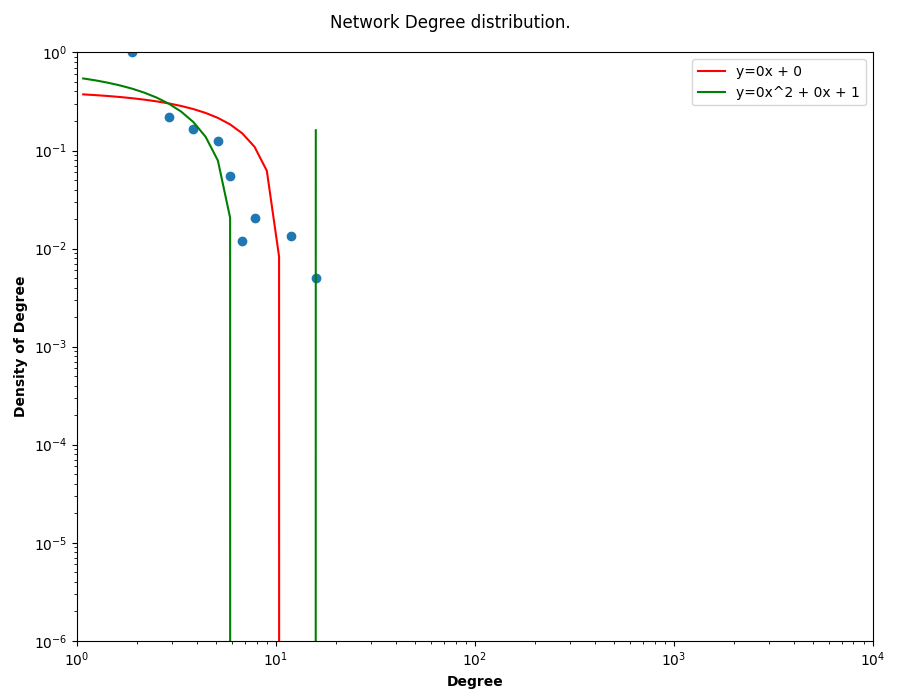 Network Degree distribution.
y=0x + 0
y=0x^2 + 0x + 1
Density of Degree
10^0
10^-1
10^-2
10^-3
10^-4
10^-5
10^-6
10^0 10^1 10^2 10^3 10^4
Degree